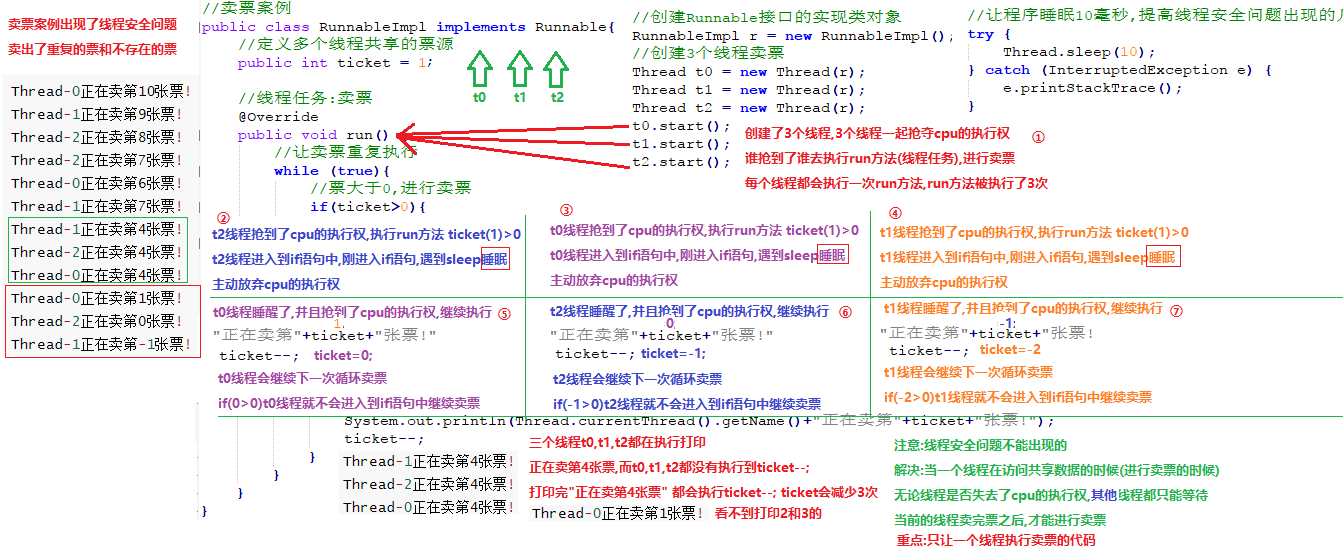 卖票案例出现了线程安全问题
卖出了重复的票和不存在的票
Thread-0正在卖第10张票!
Thread-1正在卖第9张票!
Thread-2正在卖第8张票!
Thread-2正在卖第7张票!
Thread-0正在卖第6张票!
Thread-1正在卖第7张票!
Thread-1正在卖第4张票!
Thread-2正在卖第4张票!
Thread-0正在卖第4张票!
Thread-0正在卖第1张票!
Thread-2正在卖第0张票!
Thread-1正在卖第-1张票!
//卖票案例
public class RunnableImpl implements Runnable{
//定义多个线程共享的票源
public int ticket = 1;
t0 t1 t2
//线程任务:卖票
@Override
public void run()
//让卖票重复执行
while (true){
//票大于0,进行卖票
if(ticket>0){
//创建Runnable接口的实现类对象
RunnableImpl r = new RunnableImpl();
//创建3个线程卖票
Thread t0 = new Thread(r);
Thread t1 = new Thread(r);
Thread t2 = new Thread(r);
t0.start();
t1.start();
t2.start();
创建了3个线程,3个线程一起抢夺cpu的执行权 ①
谁抢到了谁去执行run方法(线程任务),进行卖票
每个线程都会执行一次run方法,run方法被执行了3次
//让程序睡眠10毫秒,提高线程安全问题出现的
try {
Thread.sleep(10);
} catch (InterruptedException e) {
e.printStackTrace();
}
②
t2线程抢到了cpu的执行权,执行run方法 ticket(1)>0
t2线程进入到if语句中,刚进入if语句,遇到sleep睡眠
主动放弃cpu的执行权
③
t0线程抢到了cpu的执行权,执行run方法 ticket(1)>0
t0线程进入到if语句中,刚进入if语句,遇到sleep睡眠
主动放弃cpu的执行权
④
t1线程抢到了cpu的执行权,执行run方法 ticket(1)>0
t1线程进入到if语句中,刚进入if语句,遇到sleep睡眠
主动放弃cpu的执行权
t0线程睡醒了,并且抢到了cpu的执行权,继续执行 ⑤
1;
"正在卖第"+ticket+"张票!"
ticket--; ticket=0;
t0线程会继续下一次循环卖票
if(0>0)t0线程就不会进入到if语句中继续卖票
t2线程睡醒了,并且抢到了cpu的执行权,继续执行 ⑥
0;
"正在卖第"+ticket+"张票!"
ticket--; ticket=-1;
t2线程会继续下一次循环卖票
if(-1>0)t2线程就不会进入到if语句中继续卖票
t1线程睡醒了,并且抢到了cpu的执行权,继续执行 ⑦
-1;
"正在卖第"+ticket+"张票!
ticket--; ticket=-2
t1线程会继续下一次循环卖票
if(-2>0)t1线程就不会进入到if语句中继续卖票
System.out.println(Thread.currentThread().getName()+"正在卖第"+ticket+"张票!");
ticket--;
}
}
}
}
Thread-1正在卖第4张票!
Thread-2正在卖第4张票!
Thread-0正在卖第4张票!
三个线程t0,t1,t2都在执行打印
正在卖第4张票,而t0,t1,t2都没有执行到ticket--;
打印完"正在卖第4张票" 都会执行ticket--; ticket会减少3次
Thread-0正在卖第1张票! 看不到打印2和3的
注意:线程安全问题不能出现的
解决:当一个线程在访问共享数据的时候(进行卖票的时候)
无论线程是否失去了cpu的执行权,其他线程都只能等待
当前的线程卖完票之后,才能进行卖票
重点:只让一个线程执行卖票的代码